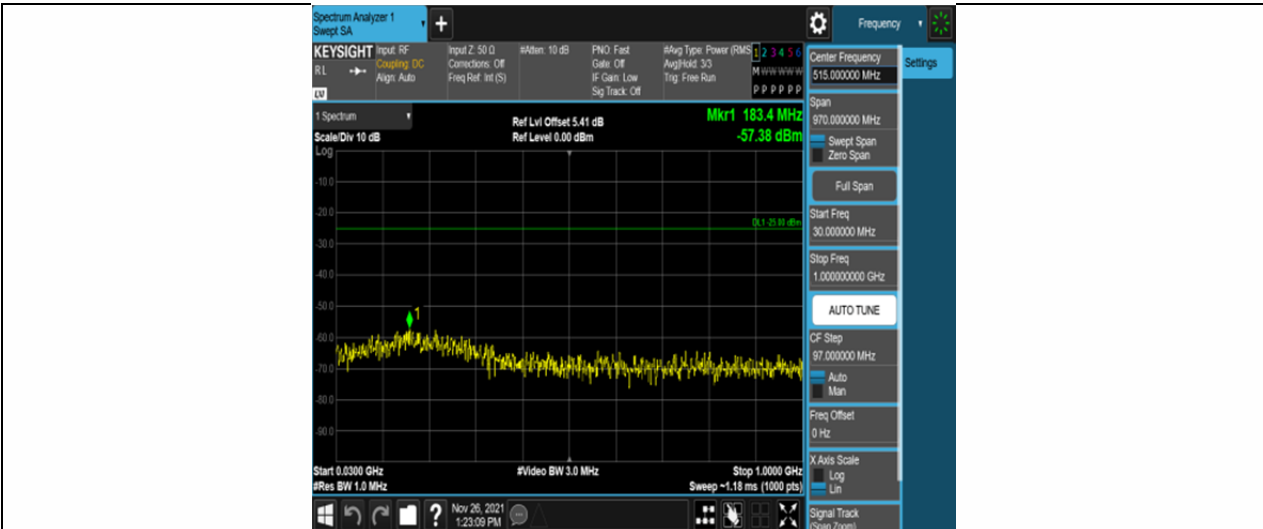 Spectrum Analyzer 1
Swept SA
+
Frequency
KEYSIGHT
RL
LV
Input: RF
Coupling: DC
Align: Auto
Input Z: 50 Ω
Corrections: Off
Freq Ref: Int (S)
#Atten: 10 dB
PNO: Fast
Gate: Off
IF Gain: Low
Sig Track: Off
#Avg Type: Power (RMS
Avg|Hold: 3/3
Trig: Free Run
1 2 3 4 5 6
M W W W W W
P P P P P P
1 Spectrum
Scale/Div 10 dB
Ref Lvl Offset 5.41 dB
Ref Level 0.00 dBm
Mkr1 183.4 MHz
-57.38 dBm
Log
-10.0
-20.0
-30.0
-40.0
-50.0
-60.0
-70.0
-80.0
-90.0
DL1 -25.00 dBm
1
Start 0.0300 GHz
#Res BW 1.0 MHz
#Video BW 3.0 MHz
Stop 1.0000 GHz
Sweep ~1.18 ms (1000 pts)
?
Nov 26, 2021
1:23:09 PM
Center Frequency
515.000000 MHz
Settings
Span
970.000000 MHz
Swept Span
Zero Span
Full Span
Start Freq
30.000000 MHz
Stop Freq
1.000000000 GHz
AUTO TUNE
CF Step
97.000000 MHz
Auto
Man
Freq Offset
0 Hz
X Axis Scale
Log
Lin
Signal Track
(Span Zoom)